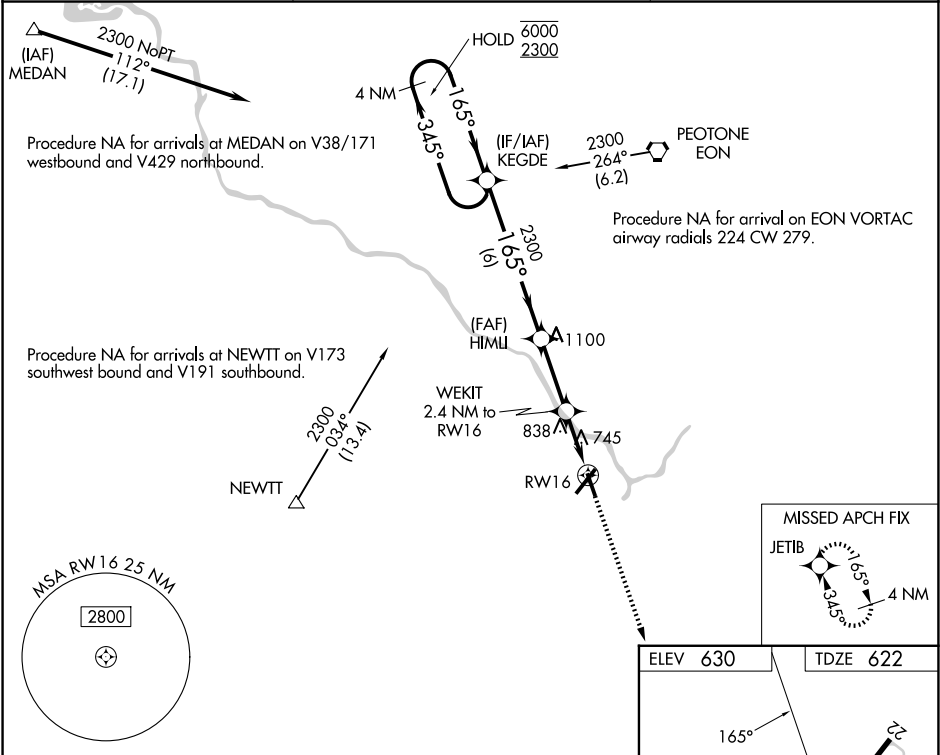 (IAF)
MEDAN
2300 NoPT
112°
(17.1)
HOLD 6000
2300
4 NM
165°
345°
(IF/IAF)
KEGDE
2300
264°
(6.2)
PEOTONE
EON
Procedure NA for arrivals at MEDAN on V38/171
westbound and V429 northbound.
Procedure NA for arrival on EON VORTAC
airway radials 224 CW 279.
2300
165°
(6)
(FAF)
HIMLI
1100
Procedure NA for arrivals at NEWTT on V173
southwest bound and V191 southbound.
WEKIT
2.4 NM to
RW16
838
745
2300
034°
(13.4)
NEWTT
RW16
MISSED APCH FIX
JETIB
165°
345°
4 NM
MSA RW16 25 NM
2800
ELEV 630
TDZE 622
165°
22